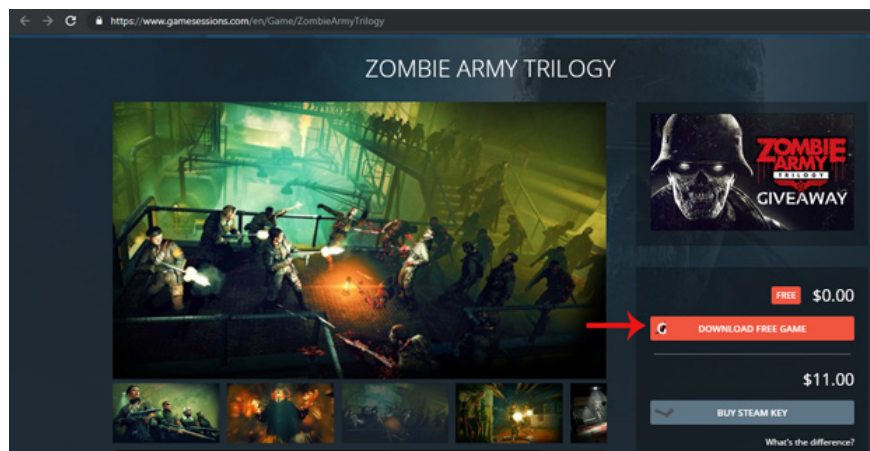 https://www.gamesessions.com/en/Game/ZombieArmyTrilogy
ZOMBIE ARMY TRILOGY
ZOMBIE
ARMY
TRILOGY
GIVEAWAY
FREE $0.00
DOWNLOAD FREE GAME
$11.00
BUY STEAM KEY
What's the difference?